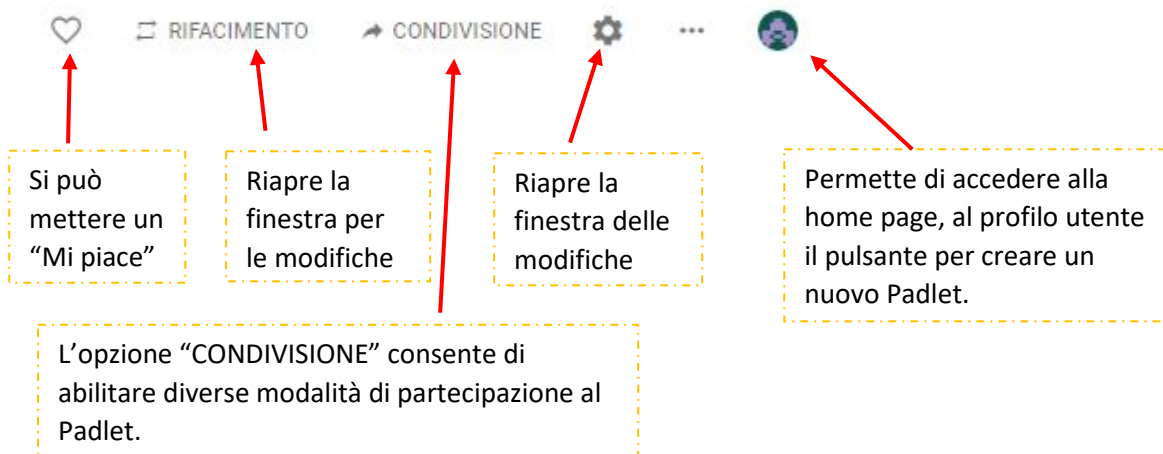 RIFACIMENTO
CONDIVISIONE
Si può
mettere un
“Mi piace”
Riapre la
finestra per
le modifiche
Riapre la
finestra delle
modifiche
Permette di accedere alla
home page, al profilo utente
il pulsante per creare un
nuovo Padlet.
L’opzione “CONDIVISIONE” consente di
abilitare diverse modalità di partecipazione al
Padlet.